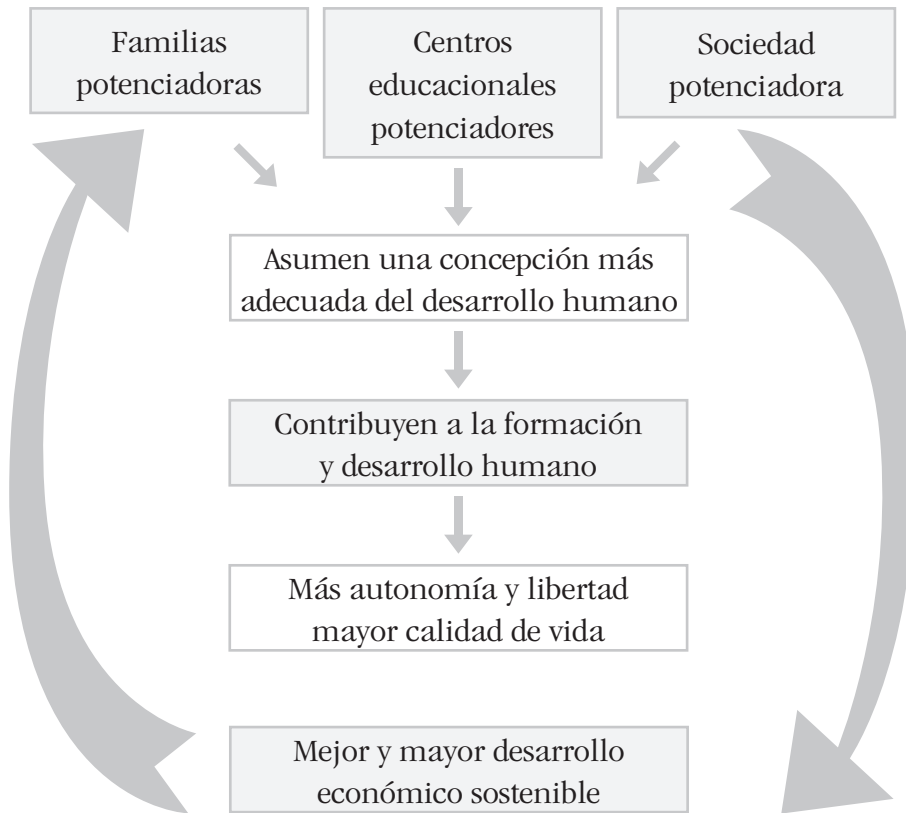 Familias
potenciadoras
Centros
educacionales
potenciadores
Sociedad
potenciadora
Asumen una concepción más
adecuada del desarrollo humano
Contribuyen a la formación
y desarrollo humano
Más autonomía y libertad
mayor calidad de vida
Mejor y mayor desarrollo
económico sostenible